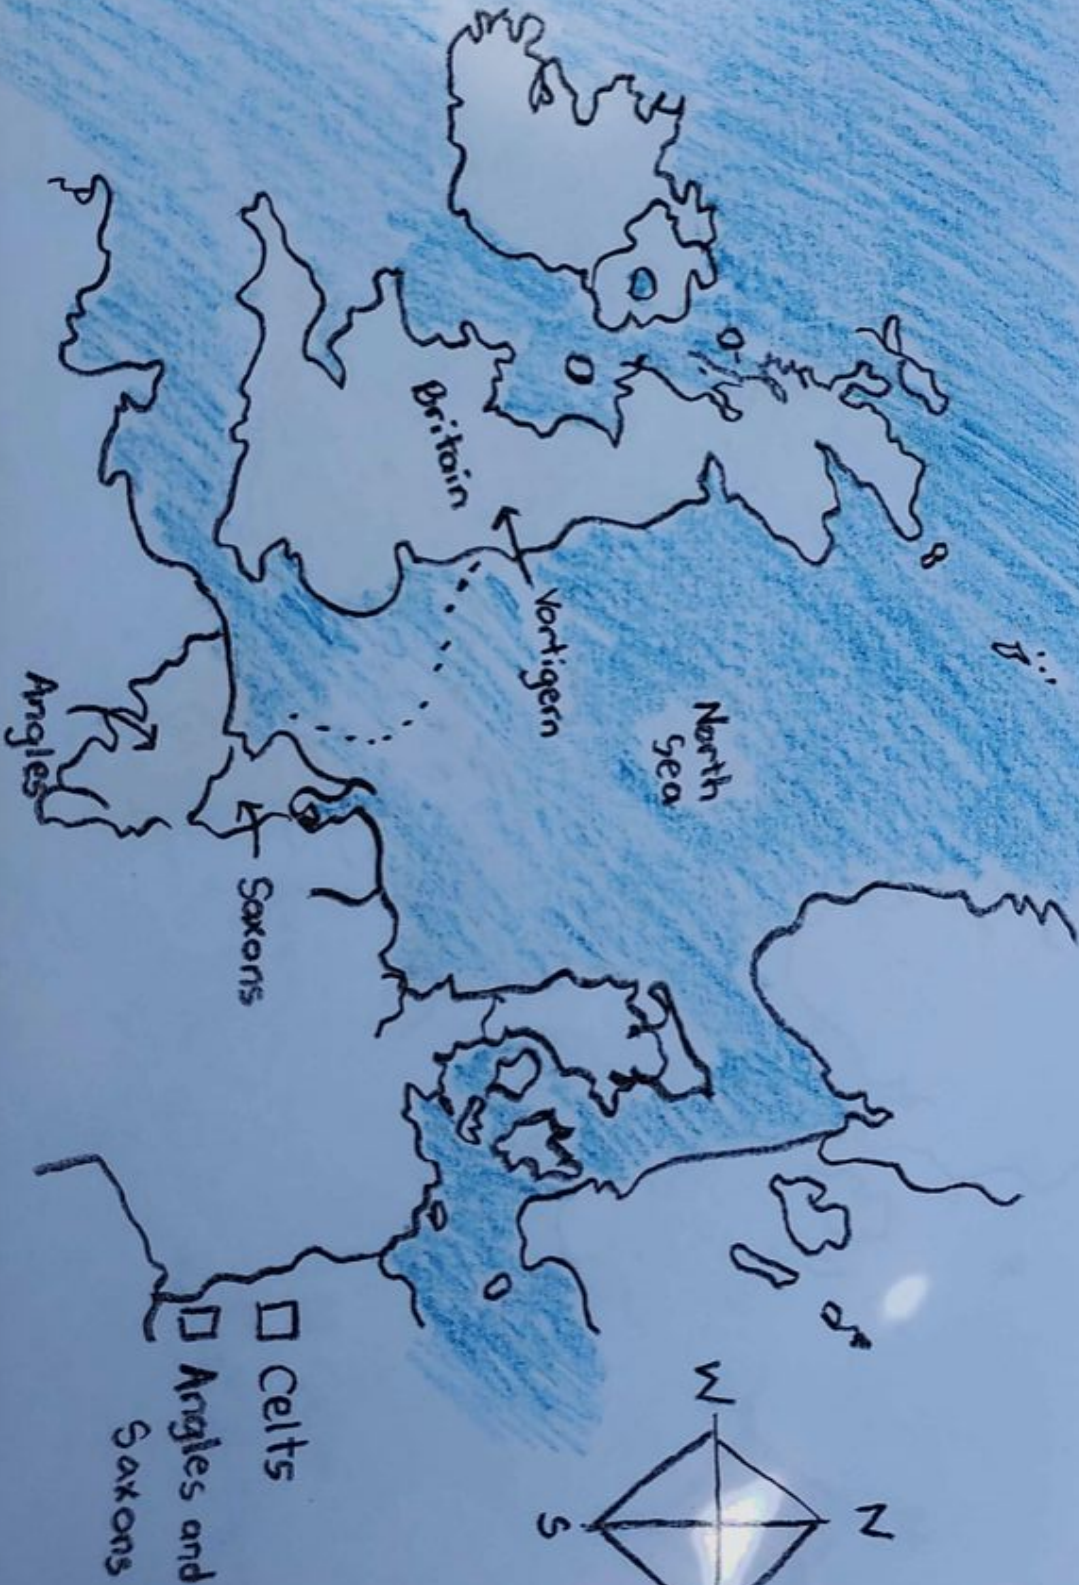 Britain
Vortigern
North
Sea
Angles
Saxons
Celts
Angles and
Saxons
N
W
S